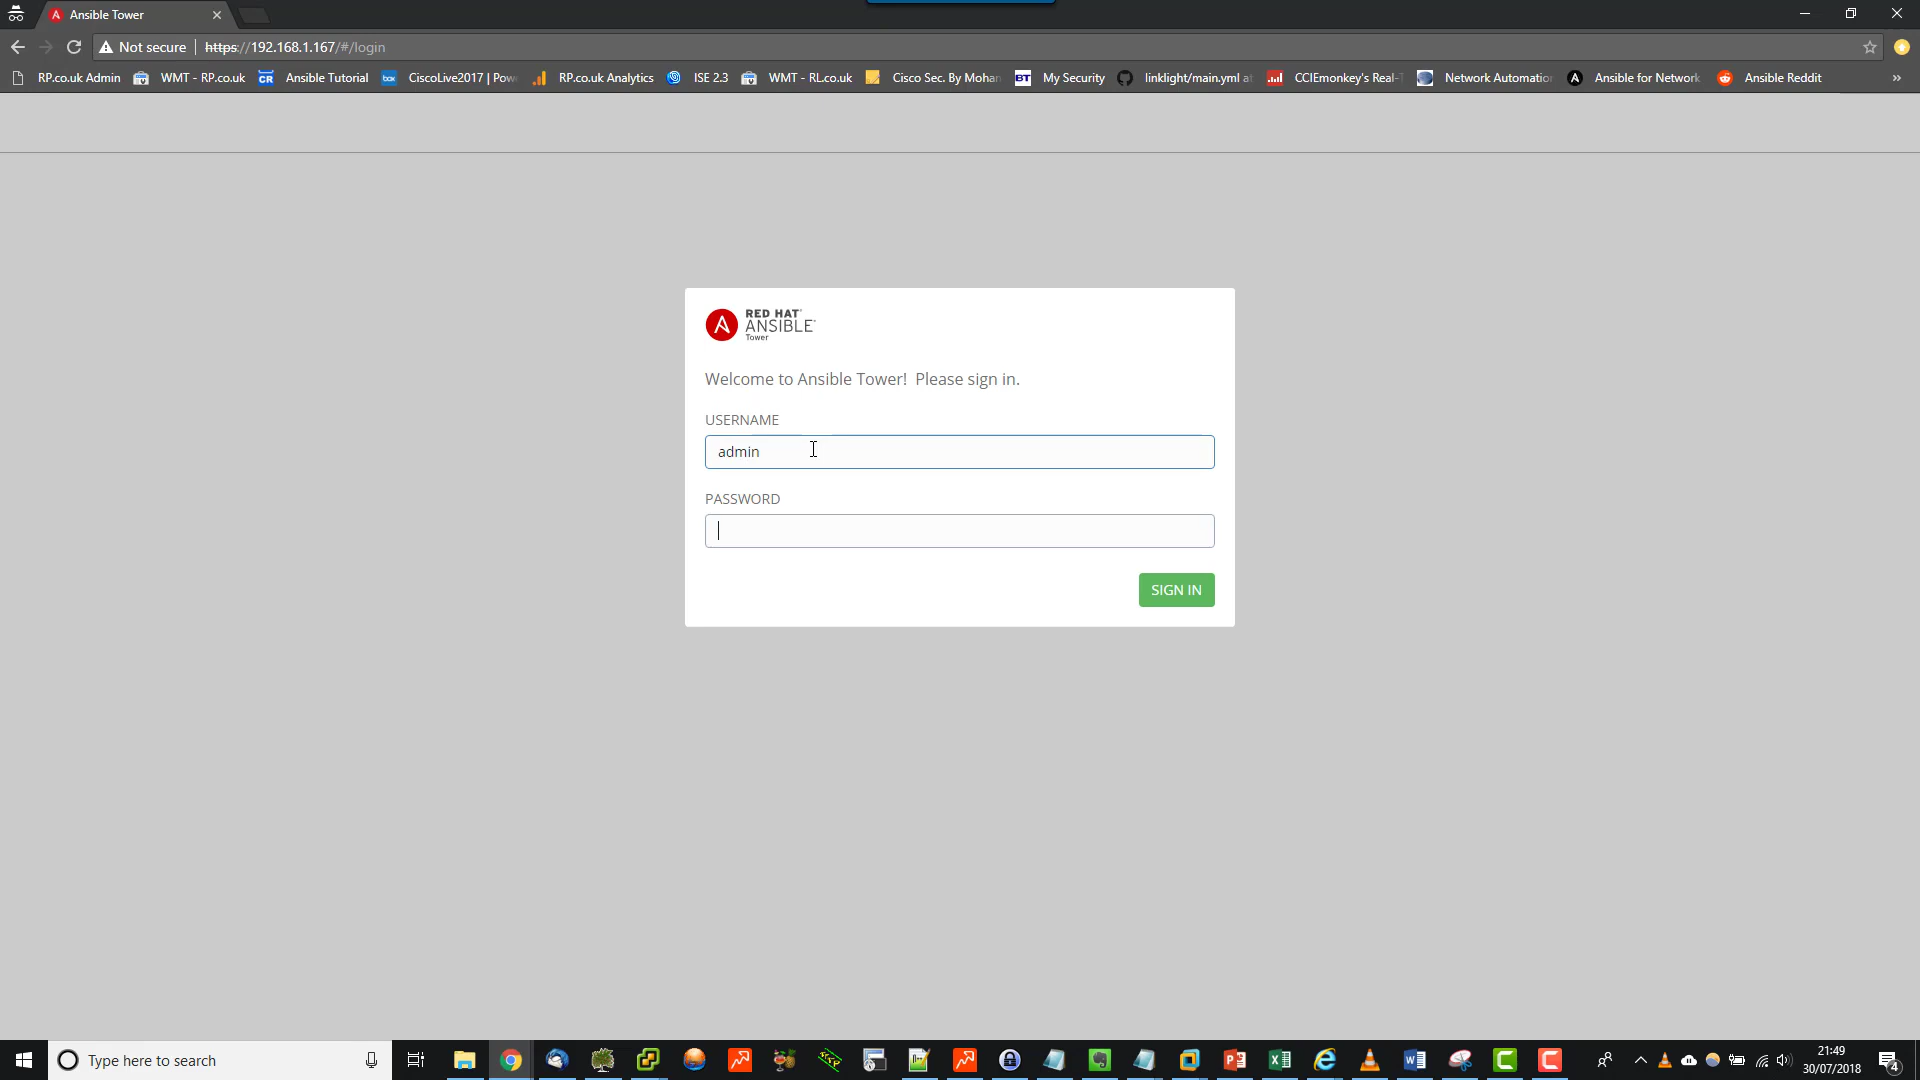 Ansible Tower
Not secure | https://192.168.1.167/#/login
RP.co.uk Admin WMT - RP.co.uk CR Ansible Tutorial box CiscoLive2017 | Pow RP.co.uk Analytics ISE 2.3 WMT - RL.co.uk Cisco Sec. By Mohan BT My Security linklight/main.yml at CCIEmonkey's Real-T Network Automation Ansible for Network Ansible Reddit »
RED HAT
ANSIBLE
Tower
Welcome to Ansible Tower! Please sign in.
USERNAME
admin
PASSWORD
SIGN IN
Type here to search
21:49
30/07/2018
4